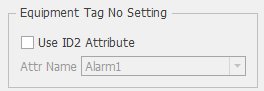 Equipment Tag No Setting
Use ID2 Attribute
Attr Name Alarm1